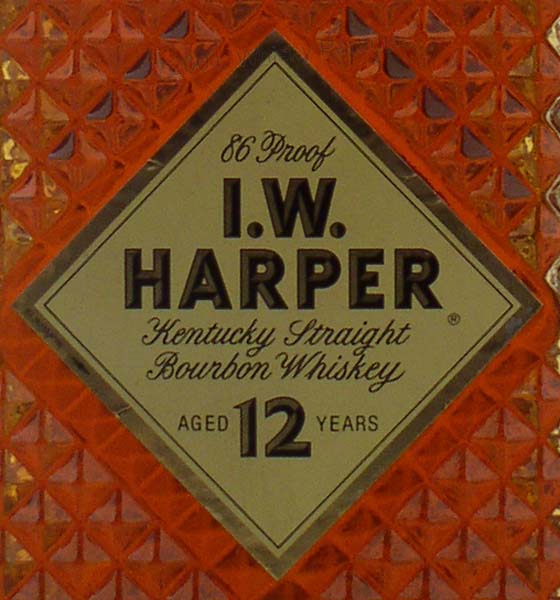 86 Proof
I.W.
HARPER
®
Kentucky Straight
Bourbon Whiskey
AGED 12 YEARS